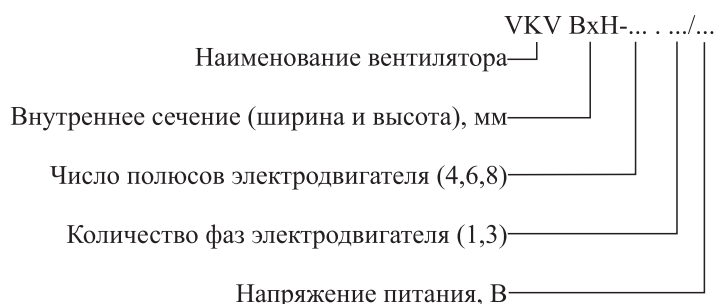 VKV ВхН-... . .../...
Наименование вентилятора
Внутреннее сечение (ширина и высота), мм
Число полюсов электродвигателя (4,6,8)
Количество фаз электродвигателя (1,3)
Напряжение питания, В